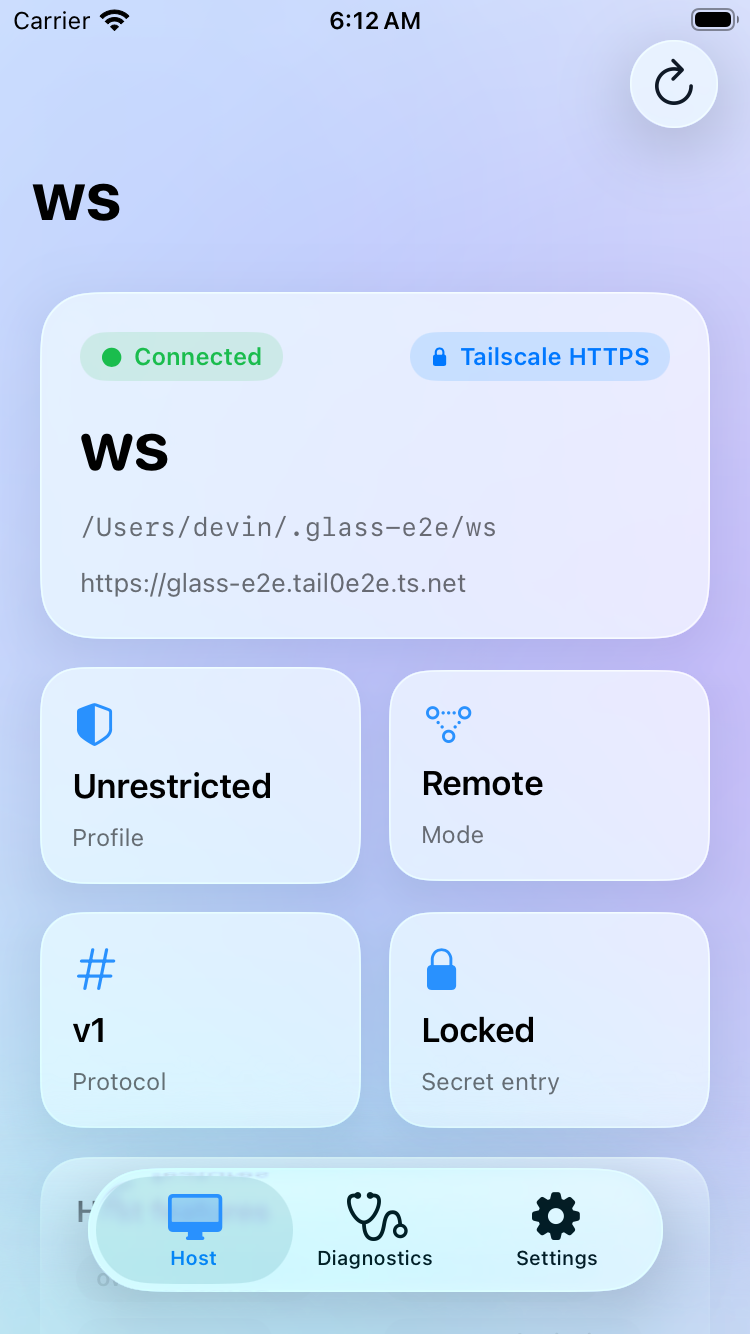 Carrier 6:12 AM
ws
Connected Tailscale HTTPS
ws
/Users/devin/.glass-e2e/ws
https://glass-e2e.tail0e2e.ts.net
Unrestricted
Profile
Remote
Mode
v1
Protocol
Locked
Secret entry
Host Diagnostics Settings